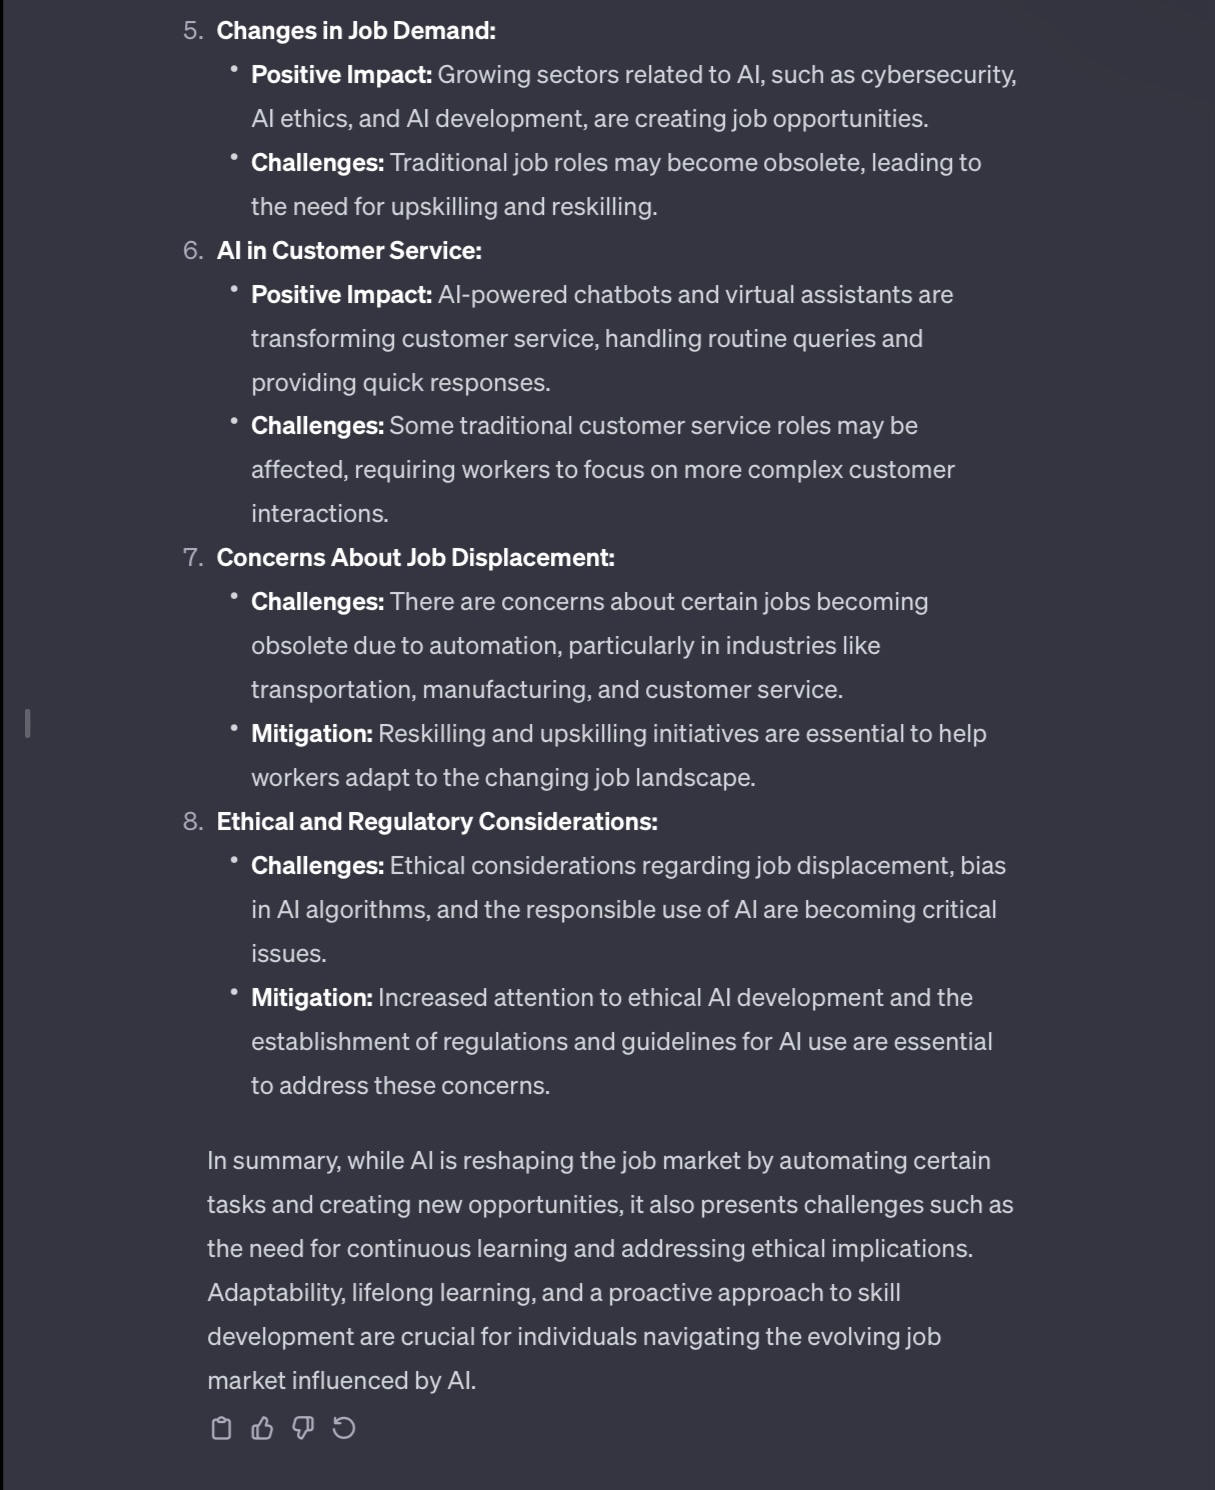 5. Changes in Job Demand:
• Positive Impact: Growing sectors related to AI, such as cybersecurity,
AI ethics, and AI development, are creating job opportunities.
• Challenges: Traditional job roles may become obsolete, leading to
the need for upskilling and reskilling.
6. AI in Customer Service:
• Positive Impact: AI-powered chatbots and virtual assistants are
transforming customer service, handling routine queries and
providing quick responses.
• Challenges: Some traditional customer service roles may be
affected, requiring workers to focus on more complex customer
interactions.
7. Concerns About Job Displacement:
• Challenges: There are concerns about certain jobs becoming
obsolete due to automation, particularly in industries like
transportation, manufacturing, and customer service.
• Mitigation: Reskilling and upskilling initiatives are essential to help
workers adapt to the changing job landscape.
8. Ethical and Regulatory Considerations:
• Challenges: Ethical considerations regarding job displacement, bias
in AI algorithms, and the responsible use of AI are becoming critical
issues.
• Mitigation: Increased attention to ethical AI development and the
establishment of regulations and guidelines for AI use are essential
to address these concerns.
In summary, while AI is reshaping the job market by automating certain
tasks and creating new opportunities, it also presents challenges such as
the need for continuous learning and addressing ethical implications.
Adaptability, lifelong learning, and a proactive approach to skill
development are crucial for individuals navigating the evolving job
market influenced by AI.